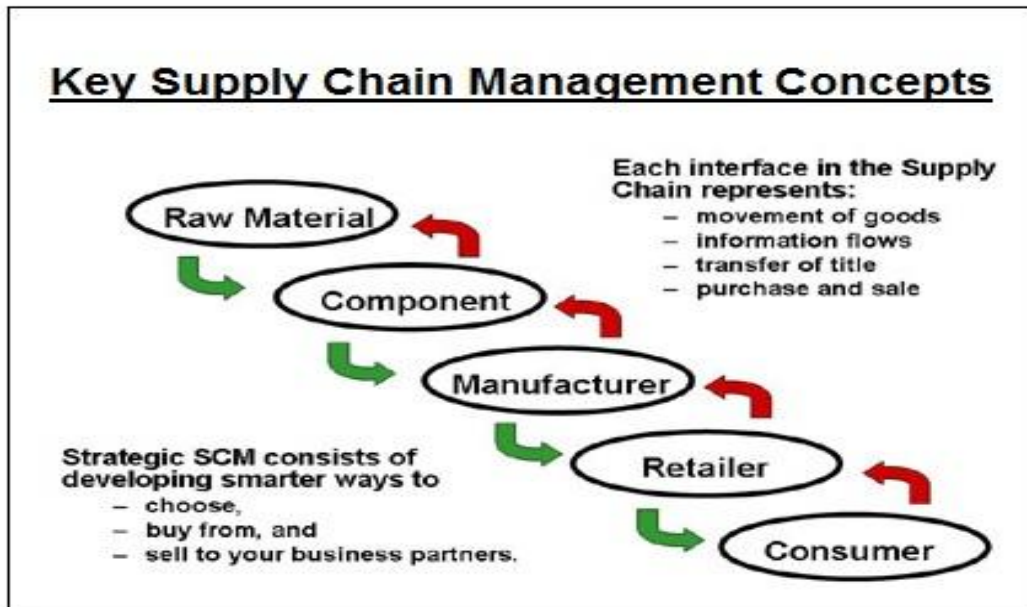 Key Supply Chain Management Concepts
Each interface in the Supply
Chain represents:
– movement of goods
– information flows
– transfer of title
– purchase and sale
Raw Material
Component
Manufacturer
Retailer
Consumer
Strategic SCM consists of
developing smarter ways to
– choose,
– buy from, and
– sell to your business partners.